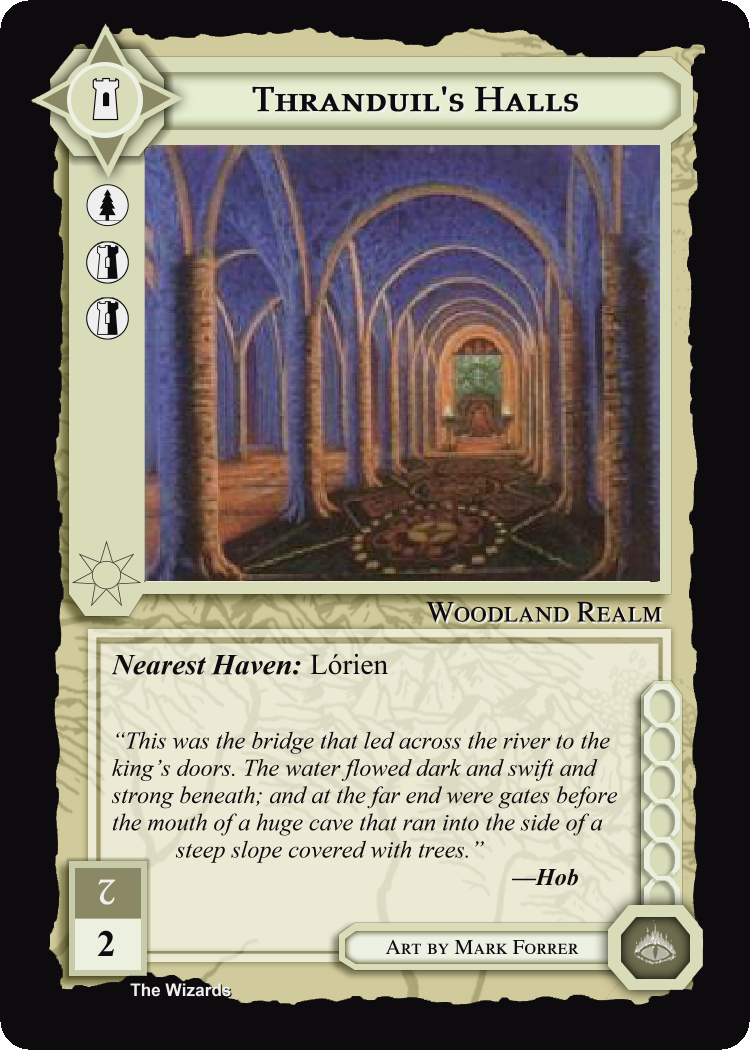 Thranduil's Halls
Woodland Realm
Nearest Haven: Lórien
“This was the bridge that led across the river to the
king’s doors. The water flowed dark and swift and
strong beneath; and at the far end were gates before
the mouth of a huge cave that ran into the side of a
steep slope covered with trees.”
—Hob
2
2
Art by Mark Forrer
The Wizards